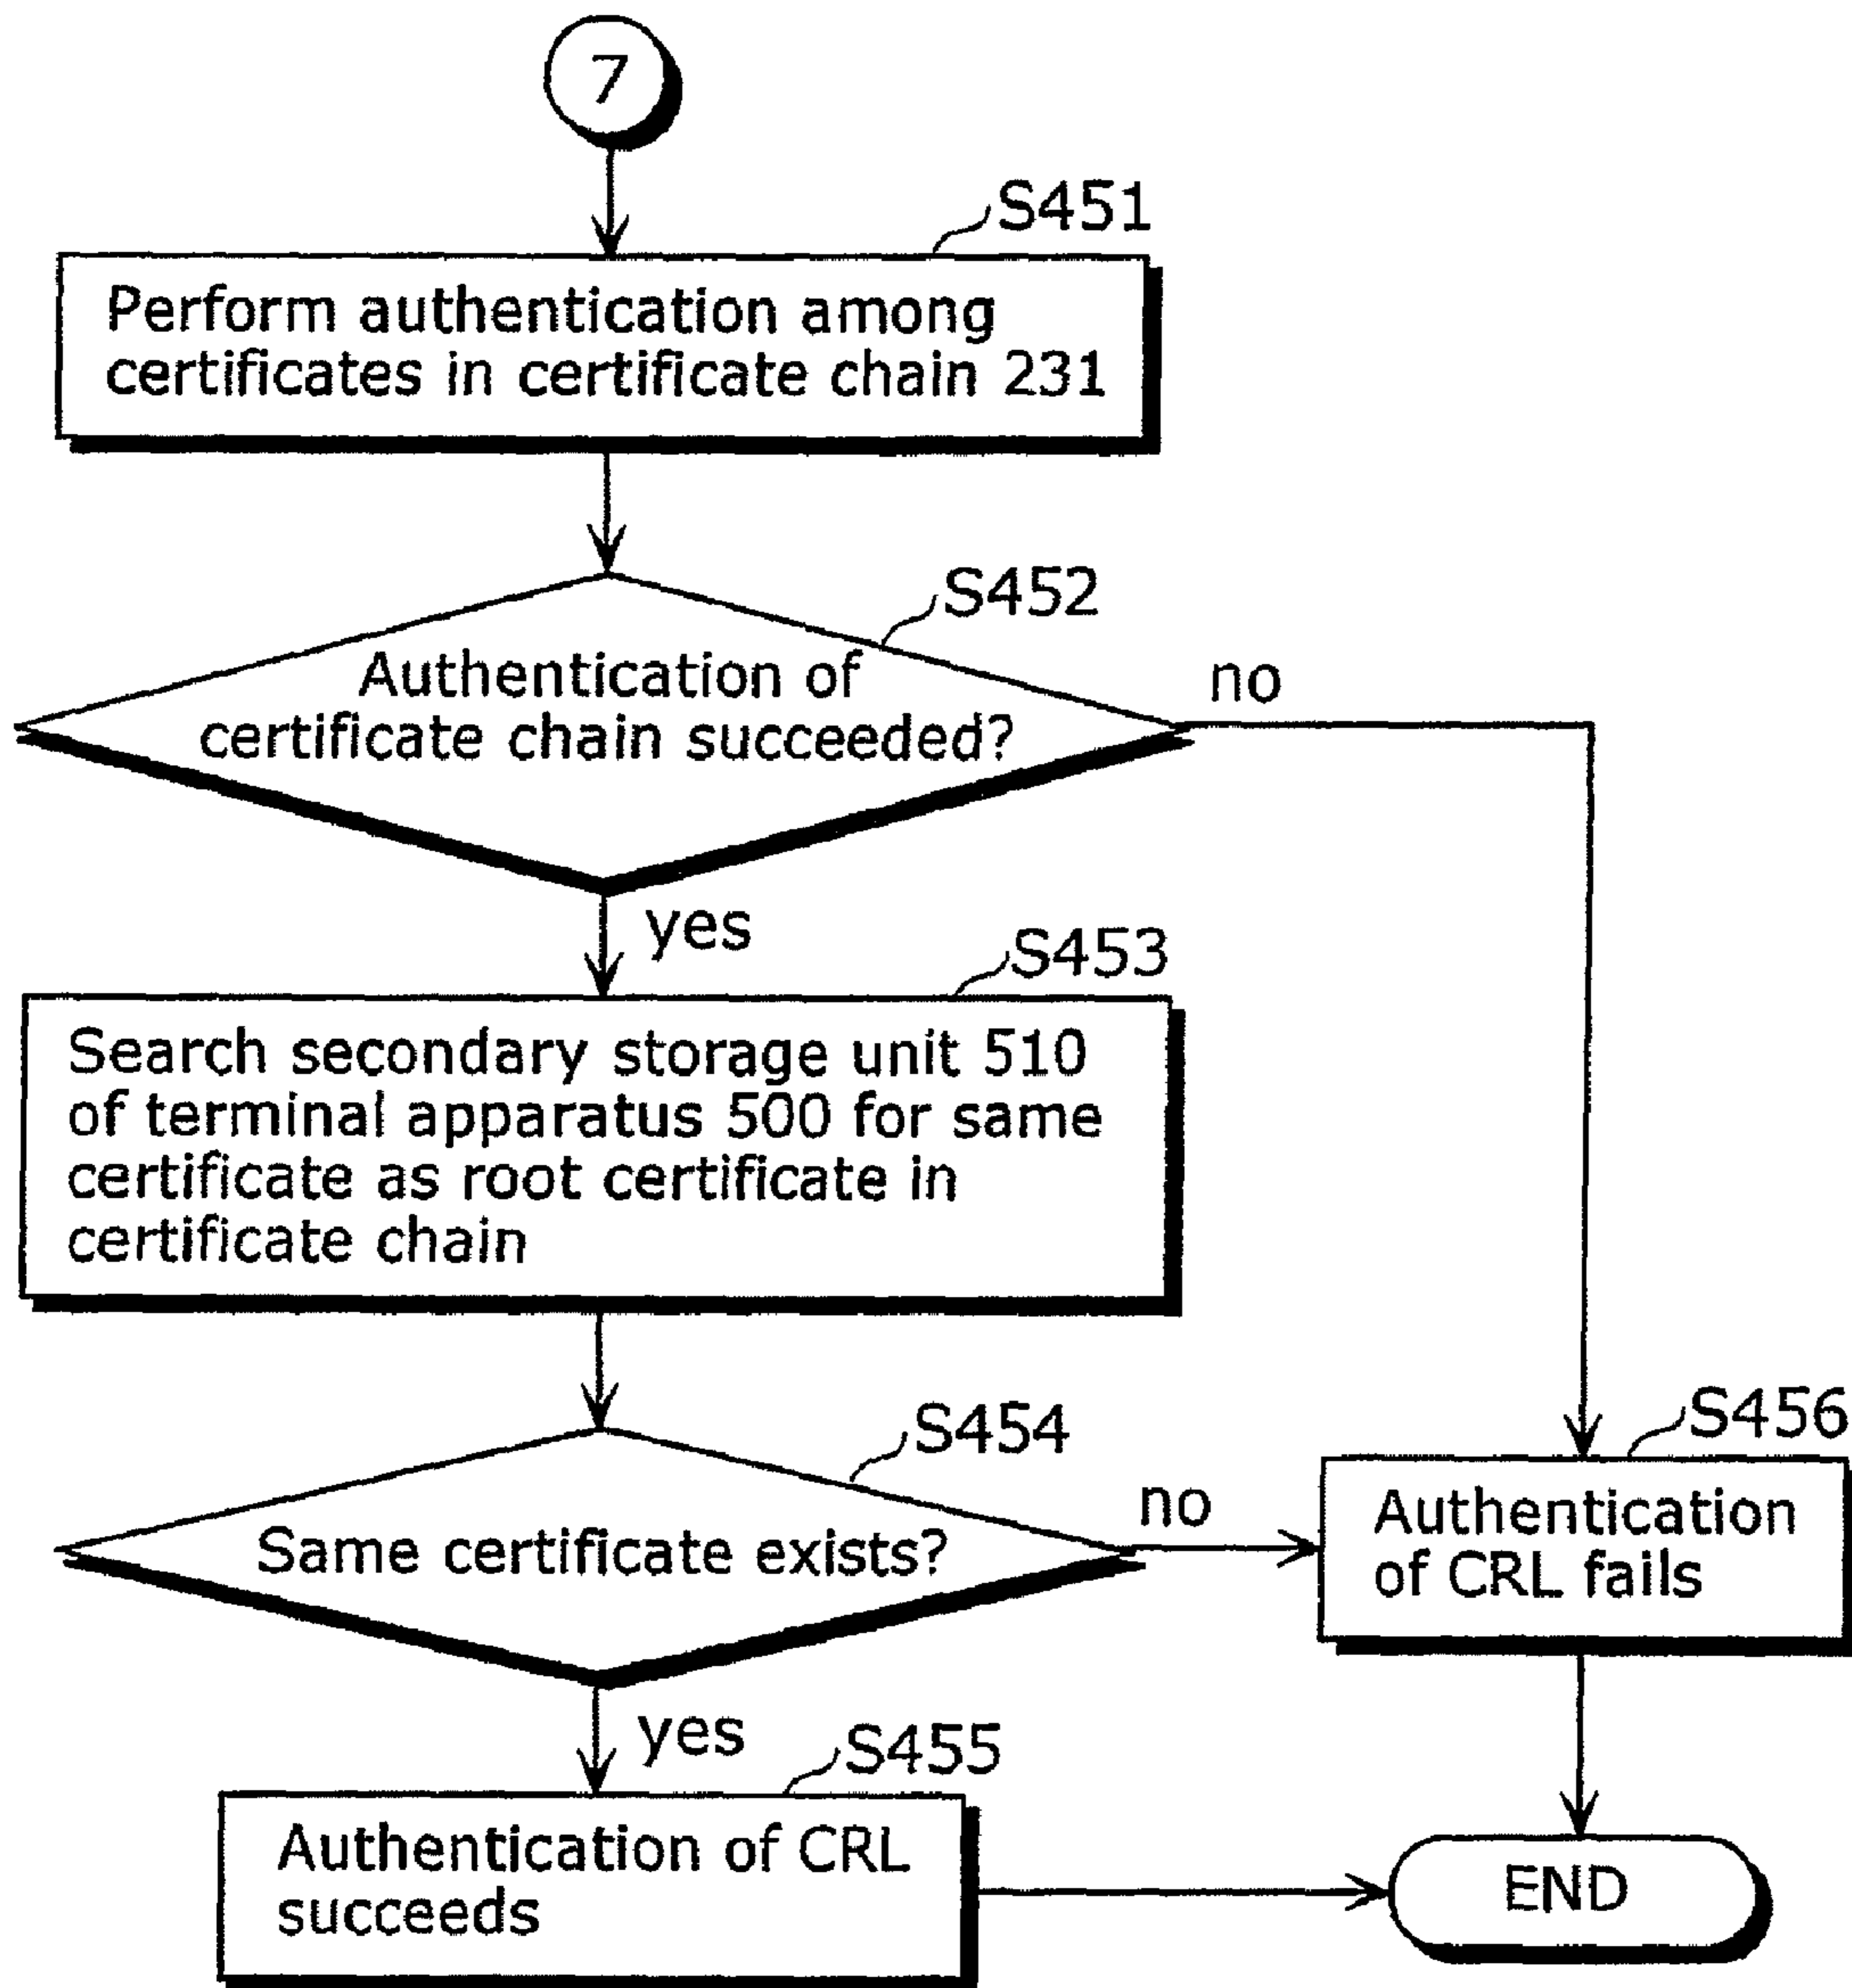 7
S451
Perform authentication among
certificates in certificate chain 231
S452
Authentication of
certificate chain succeeded?
no
yes
S453
Search secondary storage unit 510
of terminal apparatus 500 for same
certificate as root certificate in
certificate chain
S454
Same certificate exists?
no
S456
Authentication
of CRL fails
yes
S455
Authentication of CRL
succeeds
END